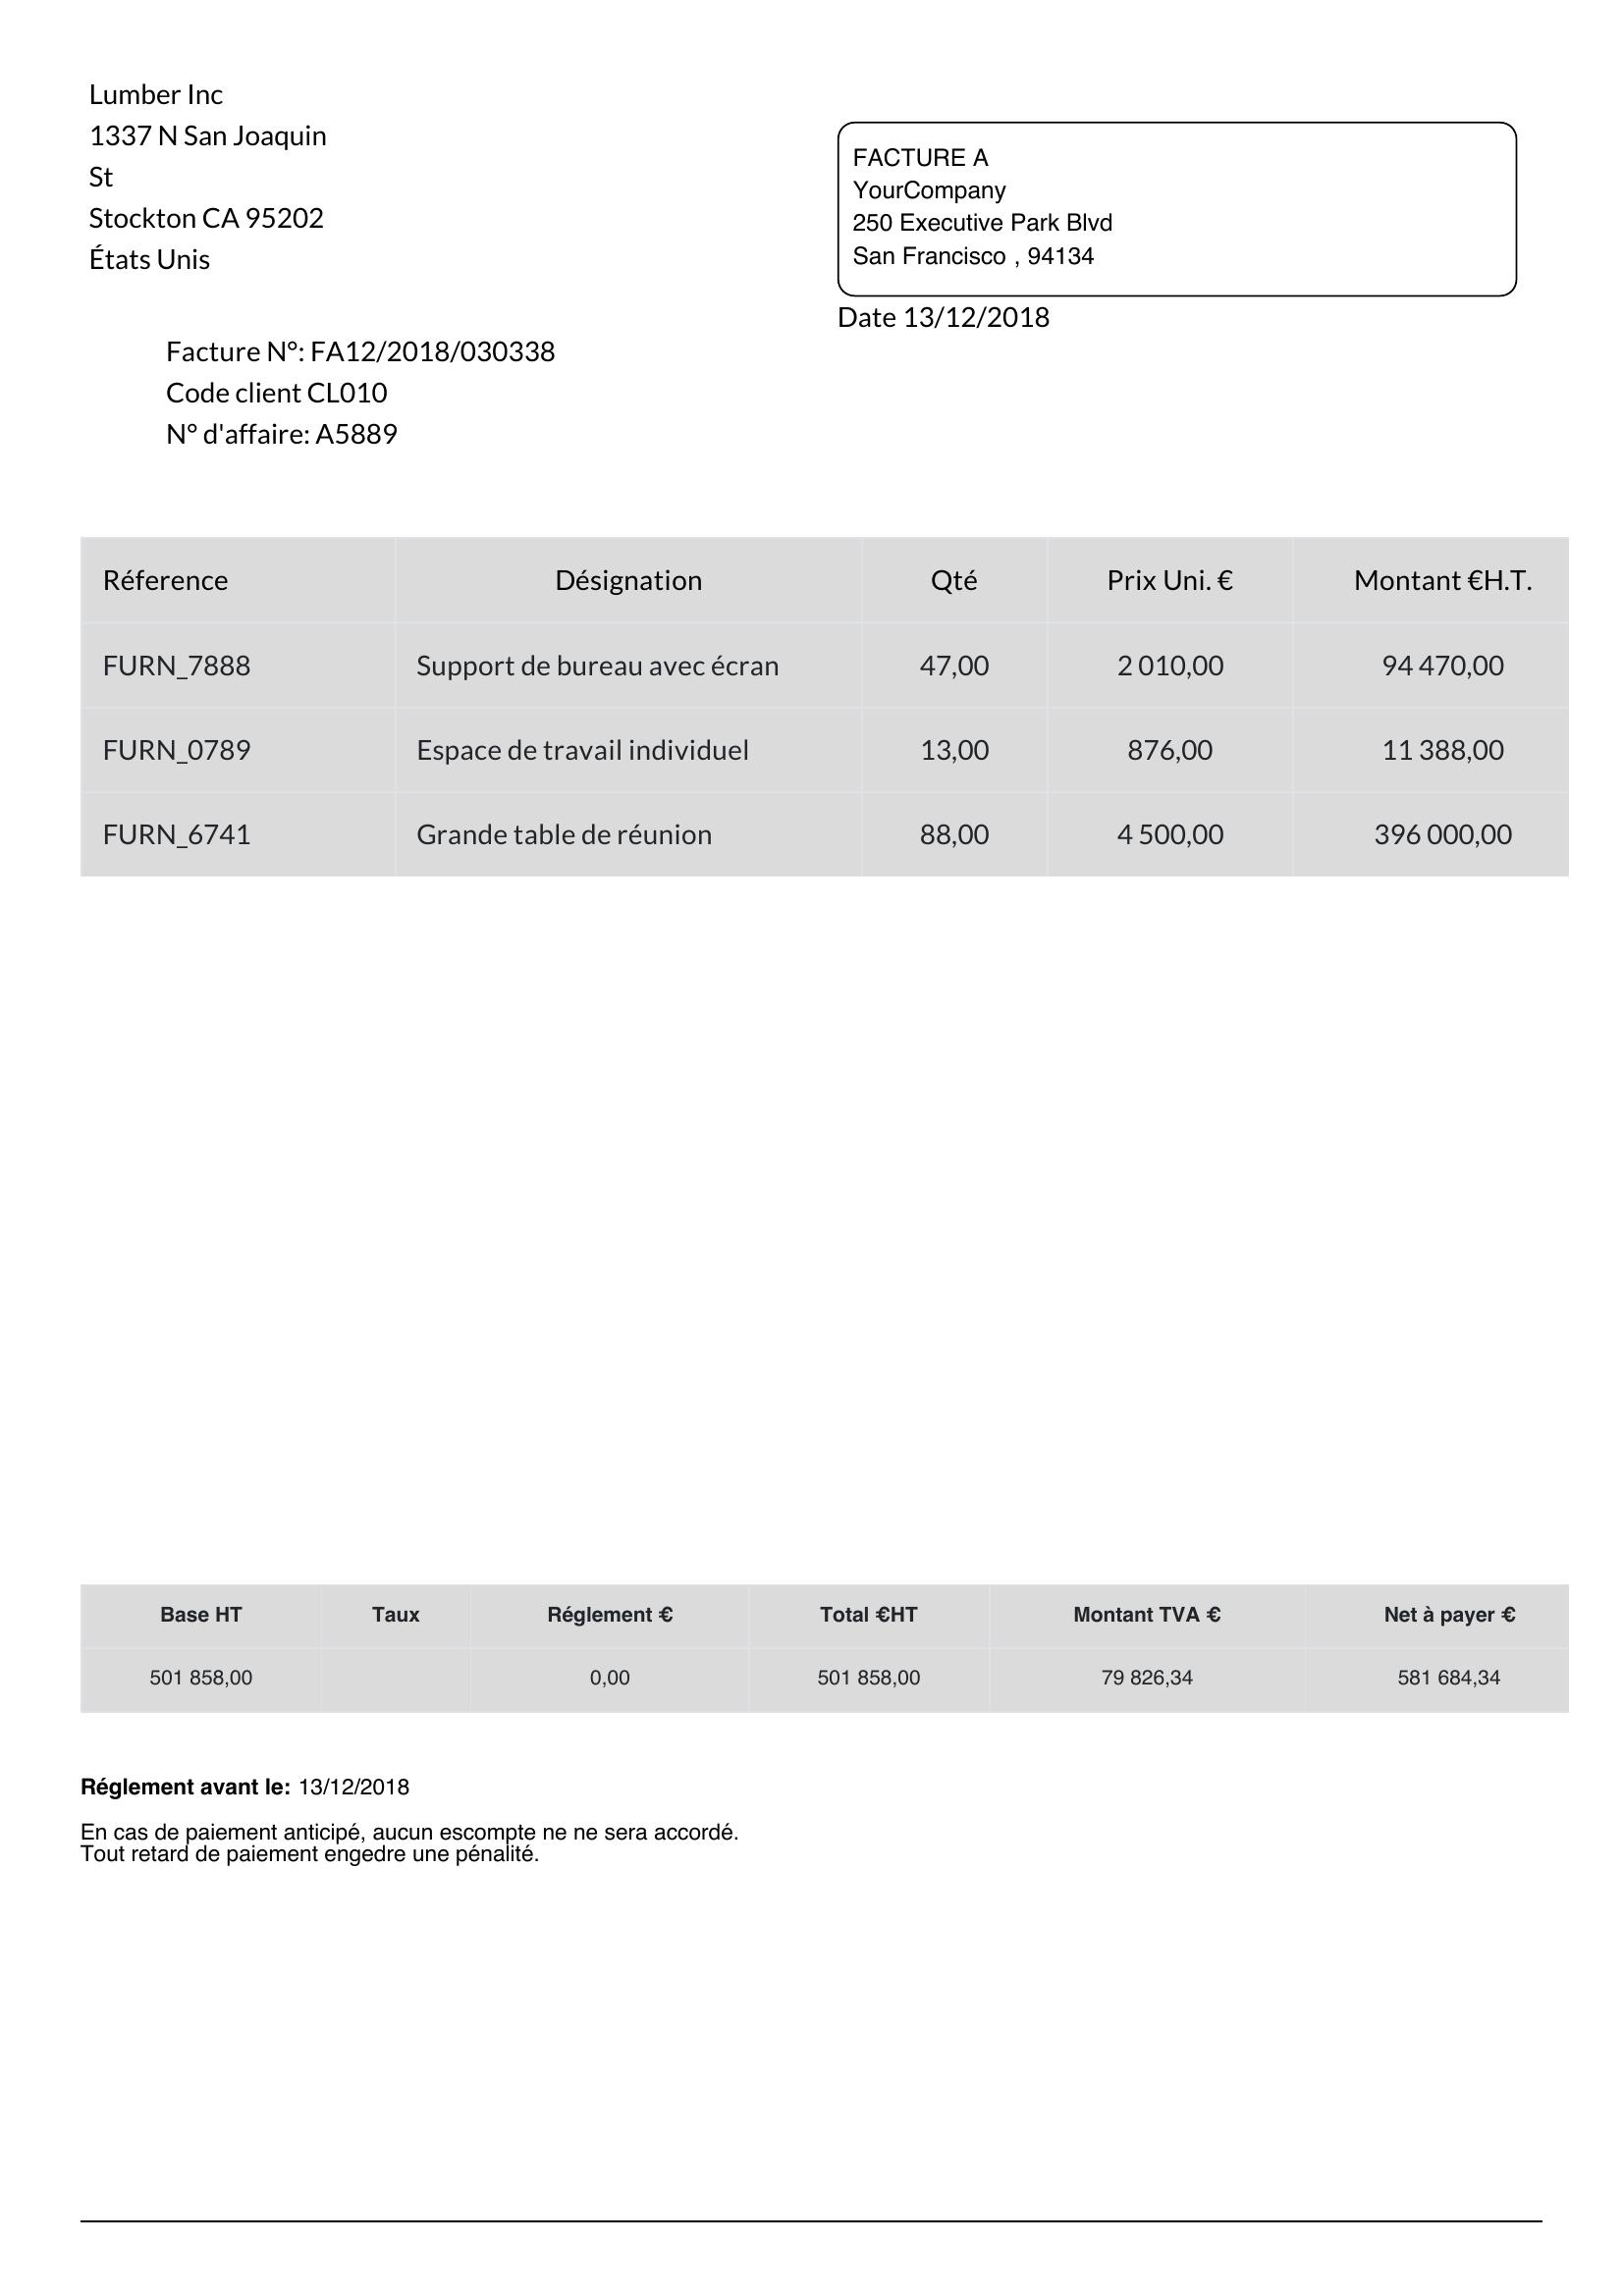 Lumber Inc
1337 N San Joaquin
St
Stockton CA 95202
États Unis
FACTURE A
YourCompany
250 Executive Park Blvd
San Francisco , 94134
Date 13/12/2018
Facture N°: FA12/2018/030338
Code client CL010
N° d'affaire: A5889
Réference Désignation Qté Prix Uni. € Montant €H.T.
FURN_7888 Support de bureau avec écran 47,00 2 010,00 94 470,00
FURN_0789 Espace de travail individuel 13,00 876,00 11 388,00
FURN_6741 Grande table de réunion 88,00 4 500,00 396 000,00
Base HT Taux Réglement € Total €HT Montant TVA € Net à payer €
501 858,00 0,00 501 858,00 79 826,34 581 684,34
Réglement avant le: 13/12/2018
En cas de paiement anticipé, aucun escompte ne ne sera accordé.
Tout retard de paiement engedre une pénalité.